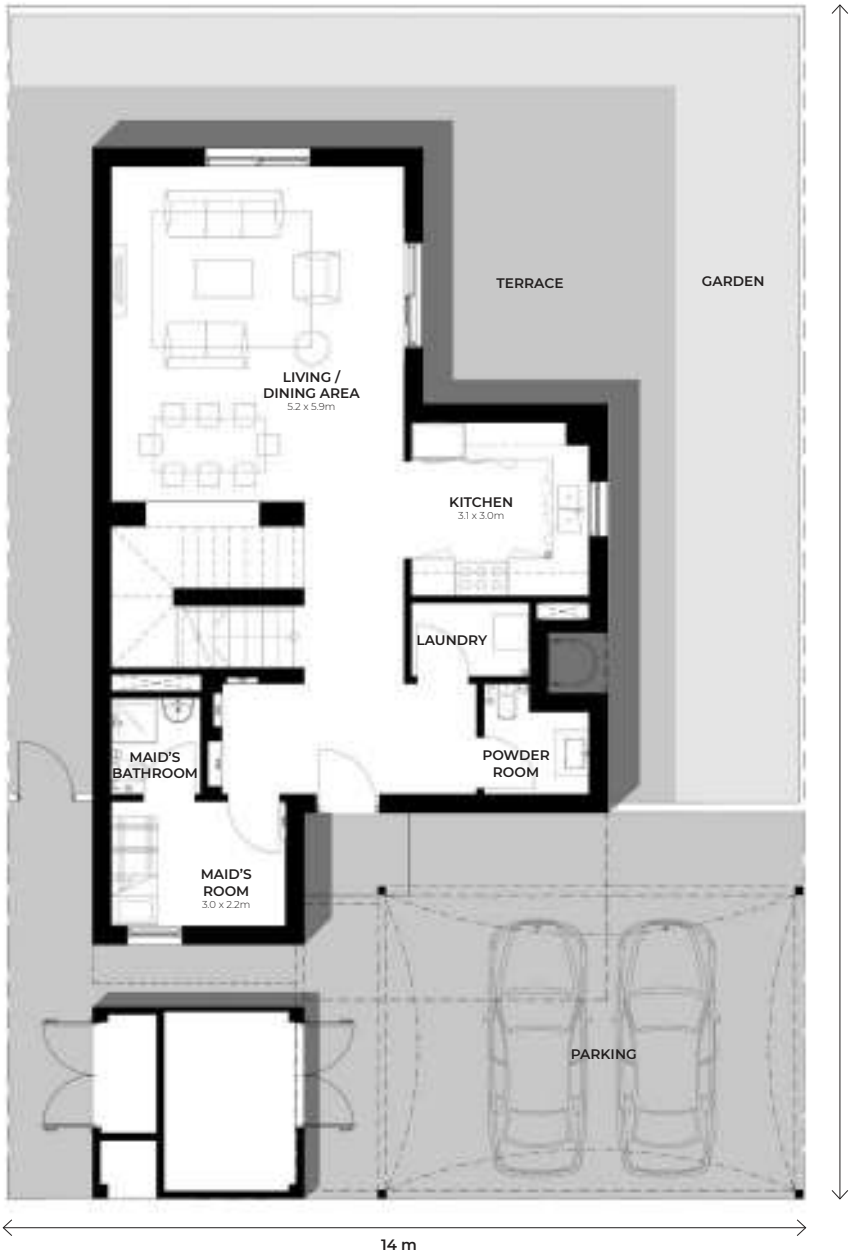 TERRACE
GARDEN
LIVING /
DINING AREA
5.2 x 5.9m
KITCHEN
3.1 x 3.0m
LAUNDRY
MAID'S
BATHROOM
POWDER
ROOM
MAID'S
ROOM
3.0 x 2.2m
PARKING
14 m